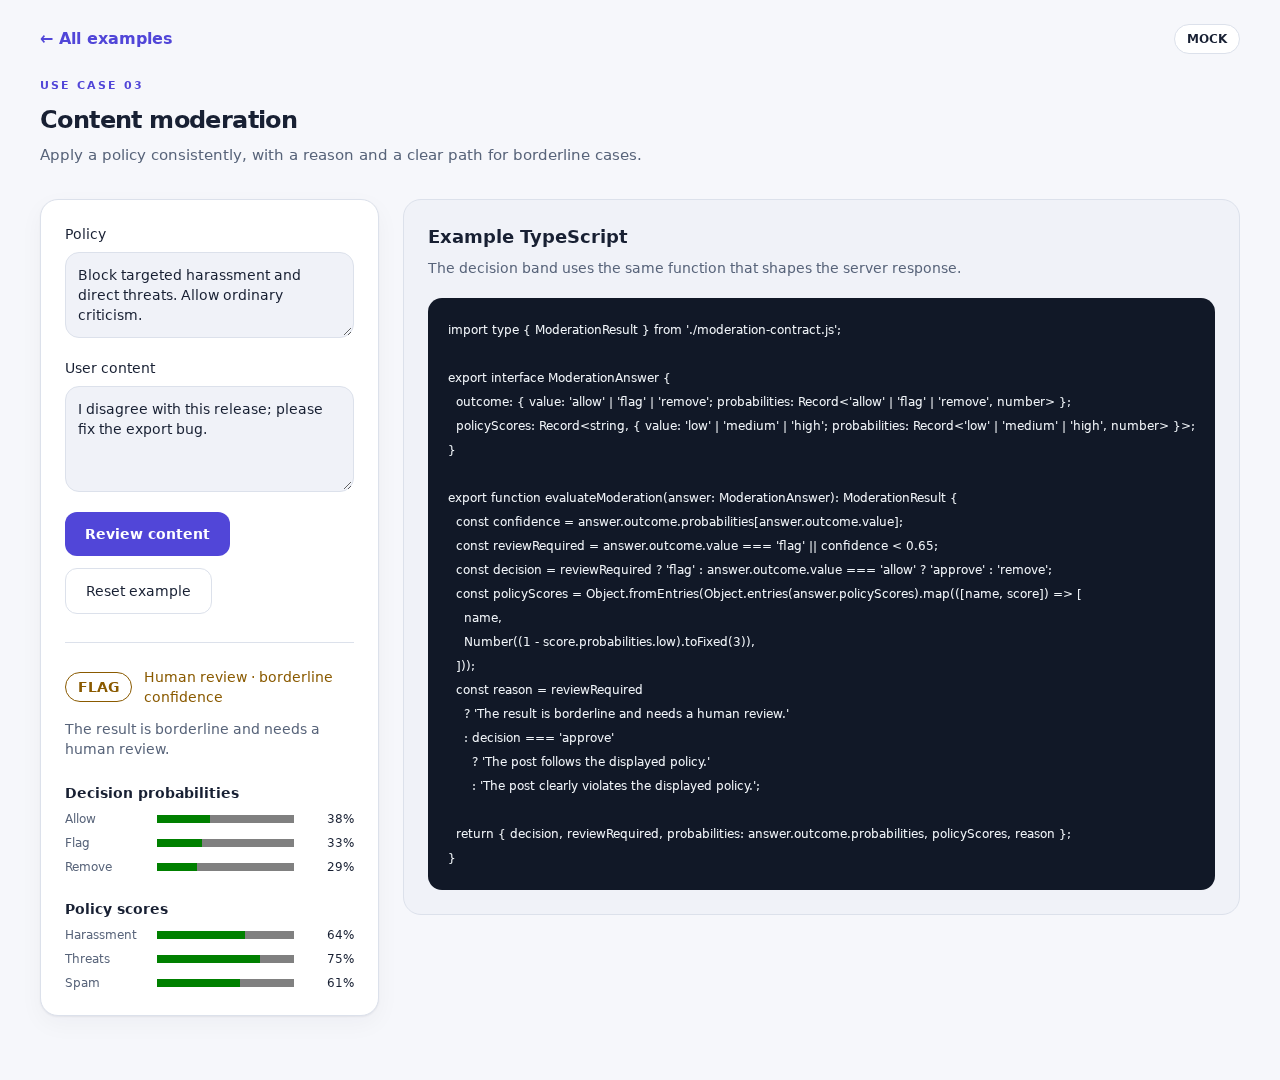 ← All examples
MOCK
USE CASE 03
Content moderation
Apply a policy consistently, with a reason and a clear path for borderline cases.
Policy
Block targeted harassment and
direct threats. Allow ordinary
criticism.
User content
I disagree with this release; please
fix the export bug.
Review content
Reset example
FLAG
Human review · borderline
confidence
The result is borderline and needs a
human review.
Decision probabilities
Allow 38%
Flag 33%
Remove 29%
Policy scores
Harassment 64%
Threats 75%
Spam 61%
Example TypeScript
The decision band uses the same function that shapes the server response.
import type { ModerationResult } from './moderation-contract.js';
export interface ModerationAnswer {
  outcome: { value: 'allow' | 'flag' | 'remove'; probabilities: Record<'allow' | 'flag' | 'remove', number> };
  policyScores: Record<string, { value: 'low' | 'medium' | 'high'; probabilities: Record<'low' | 'medium' | 'high', number> }>;
}
export function evaluateModeration(answer: ModerationAnswer): ModerationResult {
  const confidence = answer.outcome.probabilities[answer.outcome.value];
  const reviewRequired = answer.outcome.value === 'flag' || confidence < 0.65;
  const decision = reviewRequired ? 'flag' : answer.outcome.value === 'allow' ? 'approve' : 'remove';
  const policyScores = Object.fromEntries(Object.entries(answer.policyScores).map(([name, score]) => [
    name,
    Number((1 - score.probabilities.low).toFixed(3)),
  ]));
  const reason = reviewRequired
    ? 'The result is borderline and needs a human review.'
    : decision === 'approve'
      ? 'The post follows the displayed policy.'
      : 'The post clearly violates the displayed policy.';
  return { decision, reviewRequired, probabilities: answer.outcome.probabilities, policyScores, reason };
}